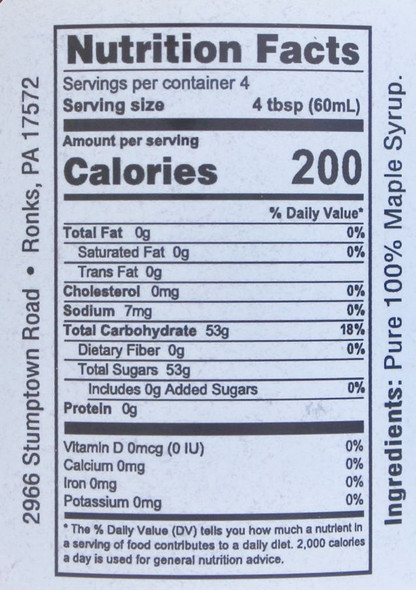 Nutrition Facts
Servings per container 4
Serving size 4 tbsp (60mL)
Amount per serving
Calories 200
% Daily Value*
Total Fat 0g 0%
Saturated Fat 0g 0%
Trans Fat 0g
Cholesterol 0mg 0%
Sodium 7mg 0%
Total Carbohydrate 53g 18%
Dietary Fiber 0g 0%
Total Sugars 53g
Includes 0g Added Sugars 0%
Protein 0g
Vitamin D 0mcg (0 IU) 0%
Calcium 0mg 0%
Iron 0mg 0%
Potassium 0mg 0%
* The % Daily Value (DV) tells you how much a nutrient in
a serving of food contributes to a daily diet. 2,000 calories
a day is used for general nutrition advice.
2966 Stumptown Road • Ronks, PA 17572
Ingredients: Pure 100% Maple Syrup.